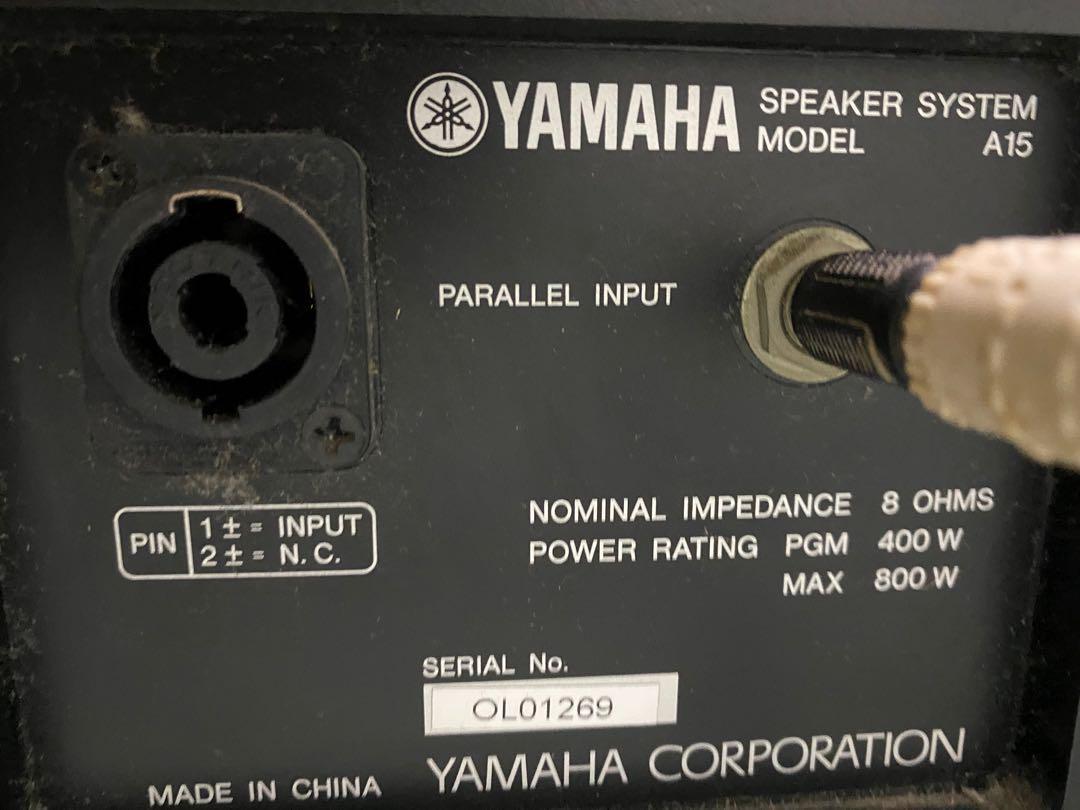 YAMAHA SPEAKER SYSTEM
MODEL A15
PARALLEL INPUT
PIN 1 ± = INPUT
2 ± = N.C.
NOMINAL IMPEDANCE 8 OHMS
POWER RATING PGM 400 W
MAX 800 W
SERIAL No.
OL01269
YAMAHA CORPORATION
MADE IN CHINA